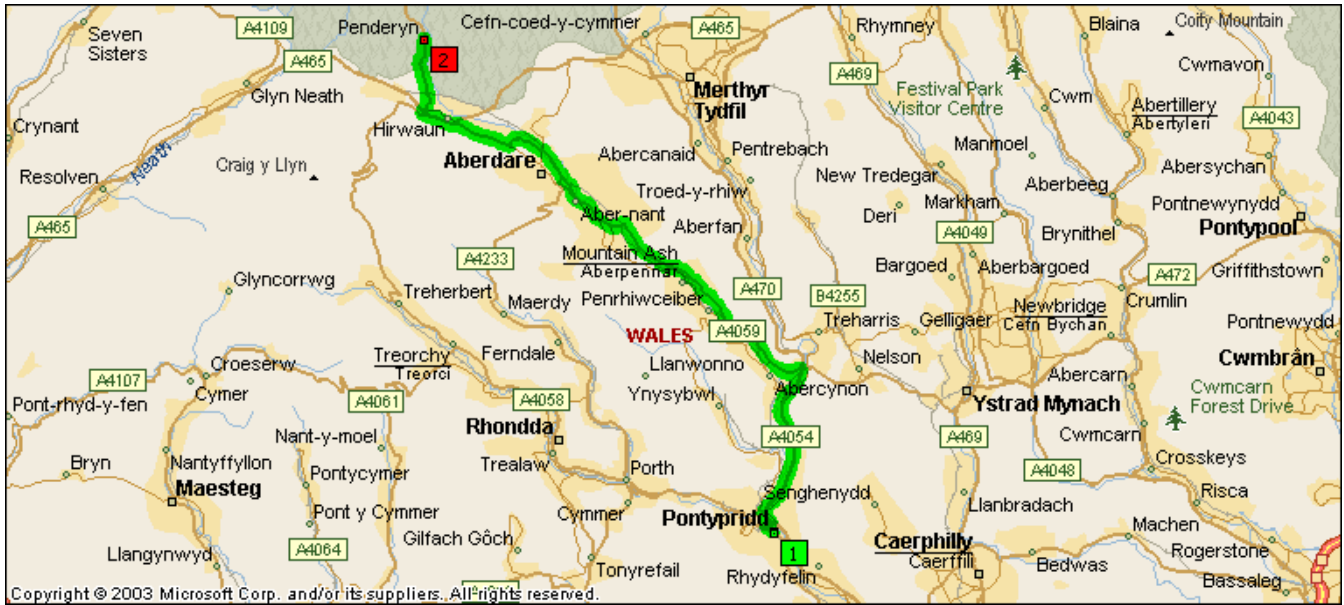 Seven
Sisters
A4109
Penderyn
Cefn-coed-y-cymmer
A465
Rhymney
Blaina
Coity Mountain
A465
2
Glyn Neath
Merthyr
Tydfil
A469
Festival Park
Visitor Centre
Cwm
Cwmavon
Abertillery
Abertyleri
A4043
Crynant
Neath
Hirwaun
Craig y Llyn
Aberdare
Abercanaid
Pentrebach
Manmoel
Abersychan
Resolven
Troed-y-rhiw
New Tredegar
Aberbeeg
Pontnewynydd
A465
Aber-nant
Aberfan
Deri
Markham
Brynithel
Pontypool
A4049
Mountain Ash
Aberpennar
A4233
Bargoed
Aberbargoed
A472
Griffithstown
Glyncorrwg
Treherbert
Maerdy
Penrhiwceiber
A470
B4255
Newbridge
Cefn Bychan
Crumlin
WALES
A4059
Treharris
Gelligaer
Pontnewydd
Treorchy
Treorci
Ferndale
Llanwonno
Nelson
Cwmbrân
Croeserw
A4107
Cymer
Ynysybwl
Abercynon
Abercarn
Pont-rhyd-y-fen
A4061
A4058
Ystrad Mynach
Cwmcarn
Forest Drive
Rhondda
A4054
A469
Cwmcarn
Nant-y-moel
Bryn
Nantyffyllon
Pontycymer
Trealaw
Porth
A4048
Crosskeys
Maesteg
Senghenydd
Llanbradach
Risca
Pont y Cymmer
Cymmer
Pontypridd
Machen
Gilfach Gôch
A4064
1
Caerphilly
Caerffili
Rogerstone
Llangynwyd
Tonyrefail
Rhydyfelin
Bedwas
Bassaleg
Copyright © 2003 Microsoft Corp. and/or its suppliers. All rights reserved.